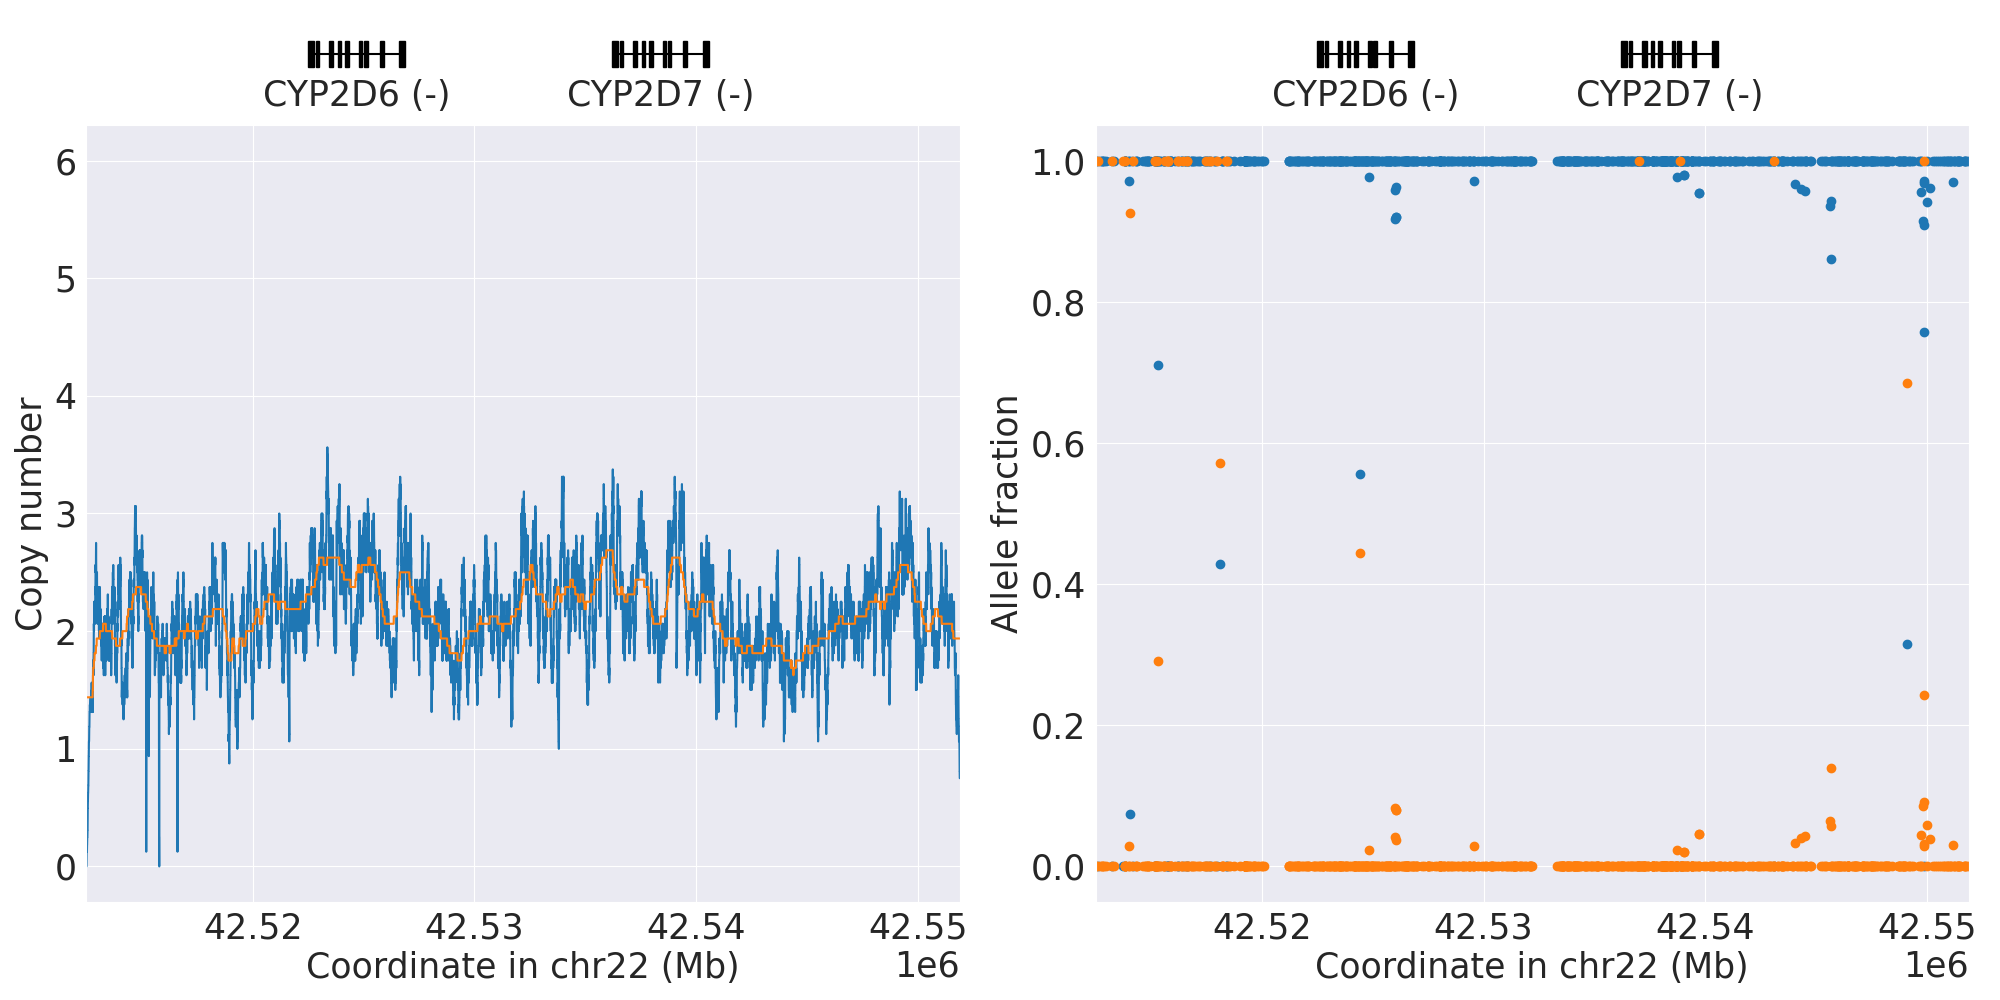 CYP2D6 (-) CYP2D7 (-)
6
5
4
3
2
1
0
Copy number
42.52 42.53 42.54 42.55
Coordinate in chr22 (Mb)
1e6
CYP2D6 (-) CYP2D7 (-)
1.0
0.8
0.6
0.4
0.2
0.0
Allele fraction
42.52 42.53 42.54 42.55
Coordinate in chr22 (Mb)
1e6